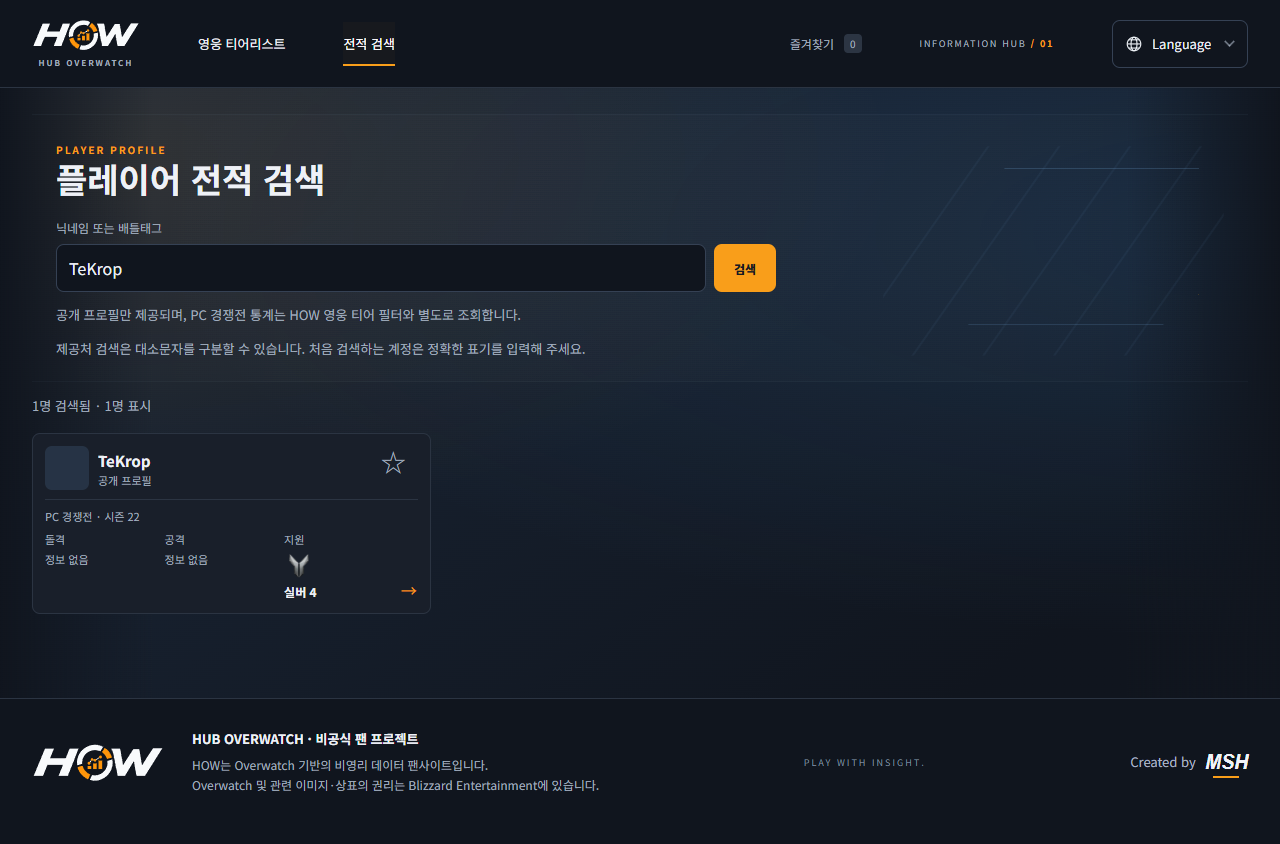 HOW
HUB OVERWATCH
영웅 티어리스트
전적 검색
즐겨찾기 0
INFORMATION HUB / 01
Language
PLAYER PROFILE
플레이어 전적 검색
닉네임 또는 배틀태그
TeKrop
검색
공개 프로필만 제공되며, PC 경쟁전 통계는 HOW 영웅 티어 필터와 별도로 조회합니다.
제공처 검색은 대소문자를 구분할 수 있습니다. 처음 검색하는 계정은 정확한 표기를 입력해 주세요.
1명 검색됨 · 1명 표시
TeKrop
공개 프로필
PC 경쟁전 · 시즌 22
돌격 공격 지원
정보 없음 정보 없음
실버 4 →
HOW
HUB OVERWATCH · 비공식 팬 프로젝트
HOW는 Overwatch 기반의 비영리 데이터 팬사이트입니다.
Overwatch 및 관련 이미지·상표의 권리는 Blizzard Entertainment에 있습니다.
PLAY WITH INSIGHT.
Created by MSH